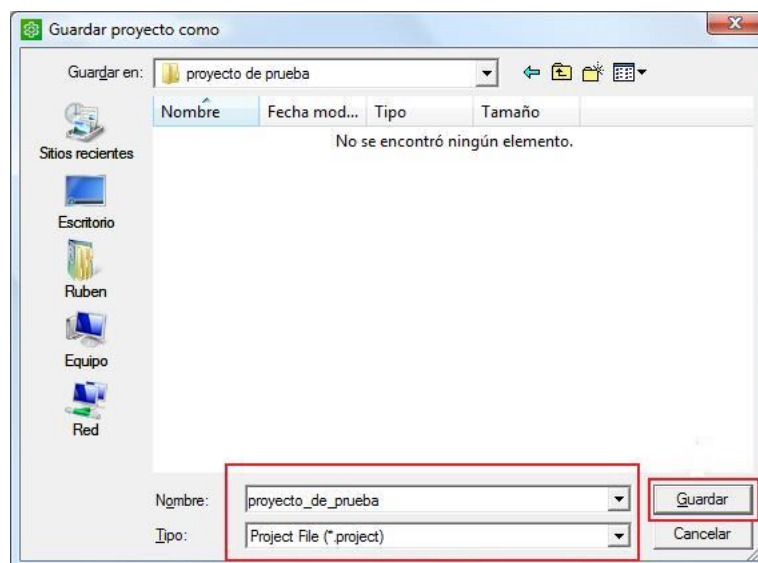 Guardar proyecto como
Guardar en: proyecto de prueba
Nombre Fecha mod... Tipo Tamaño
No se encontró ningún elemento.
Sitios recientes
Escritorio
Ruben
Equipo
Red
Nombre: proyecto_de_prueba Guardar
Tipo: Project File (*.project) Cancelar